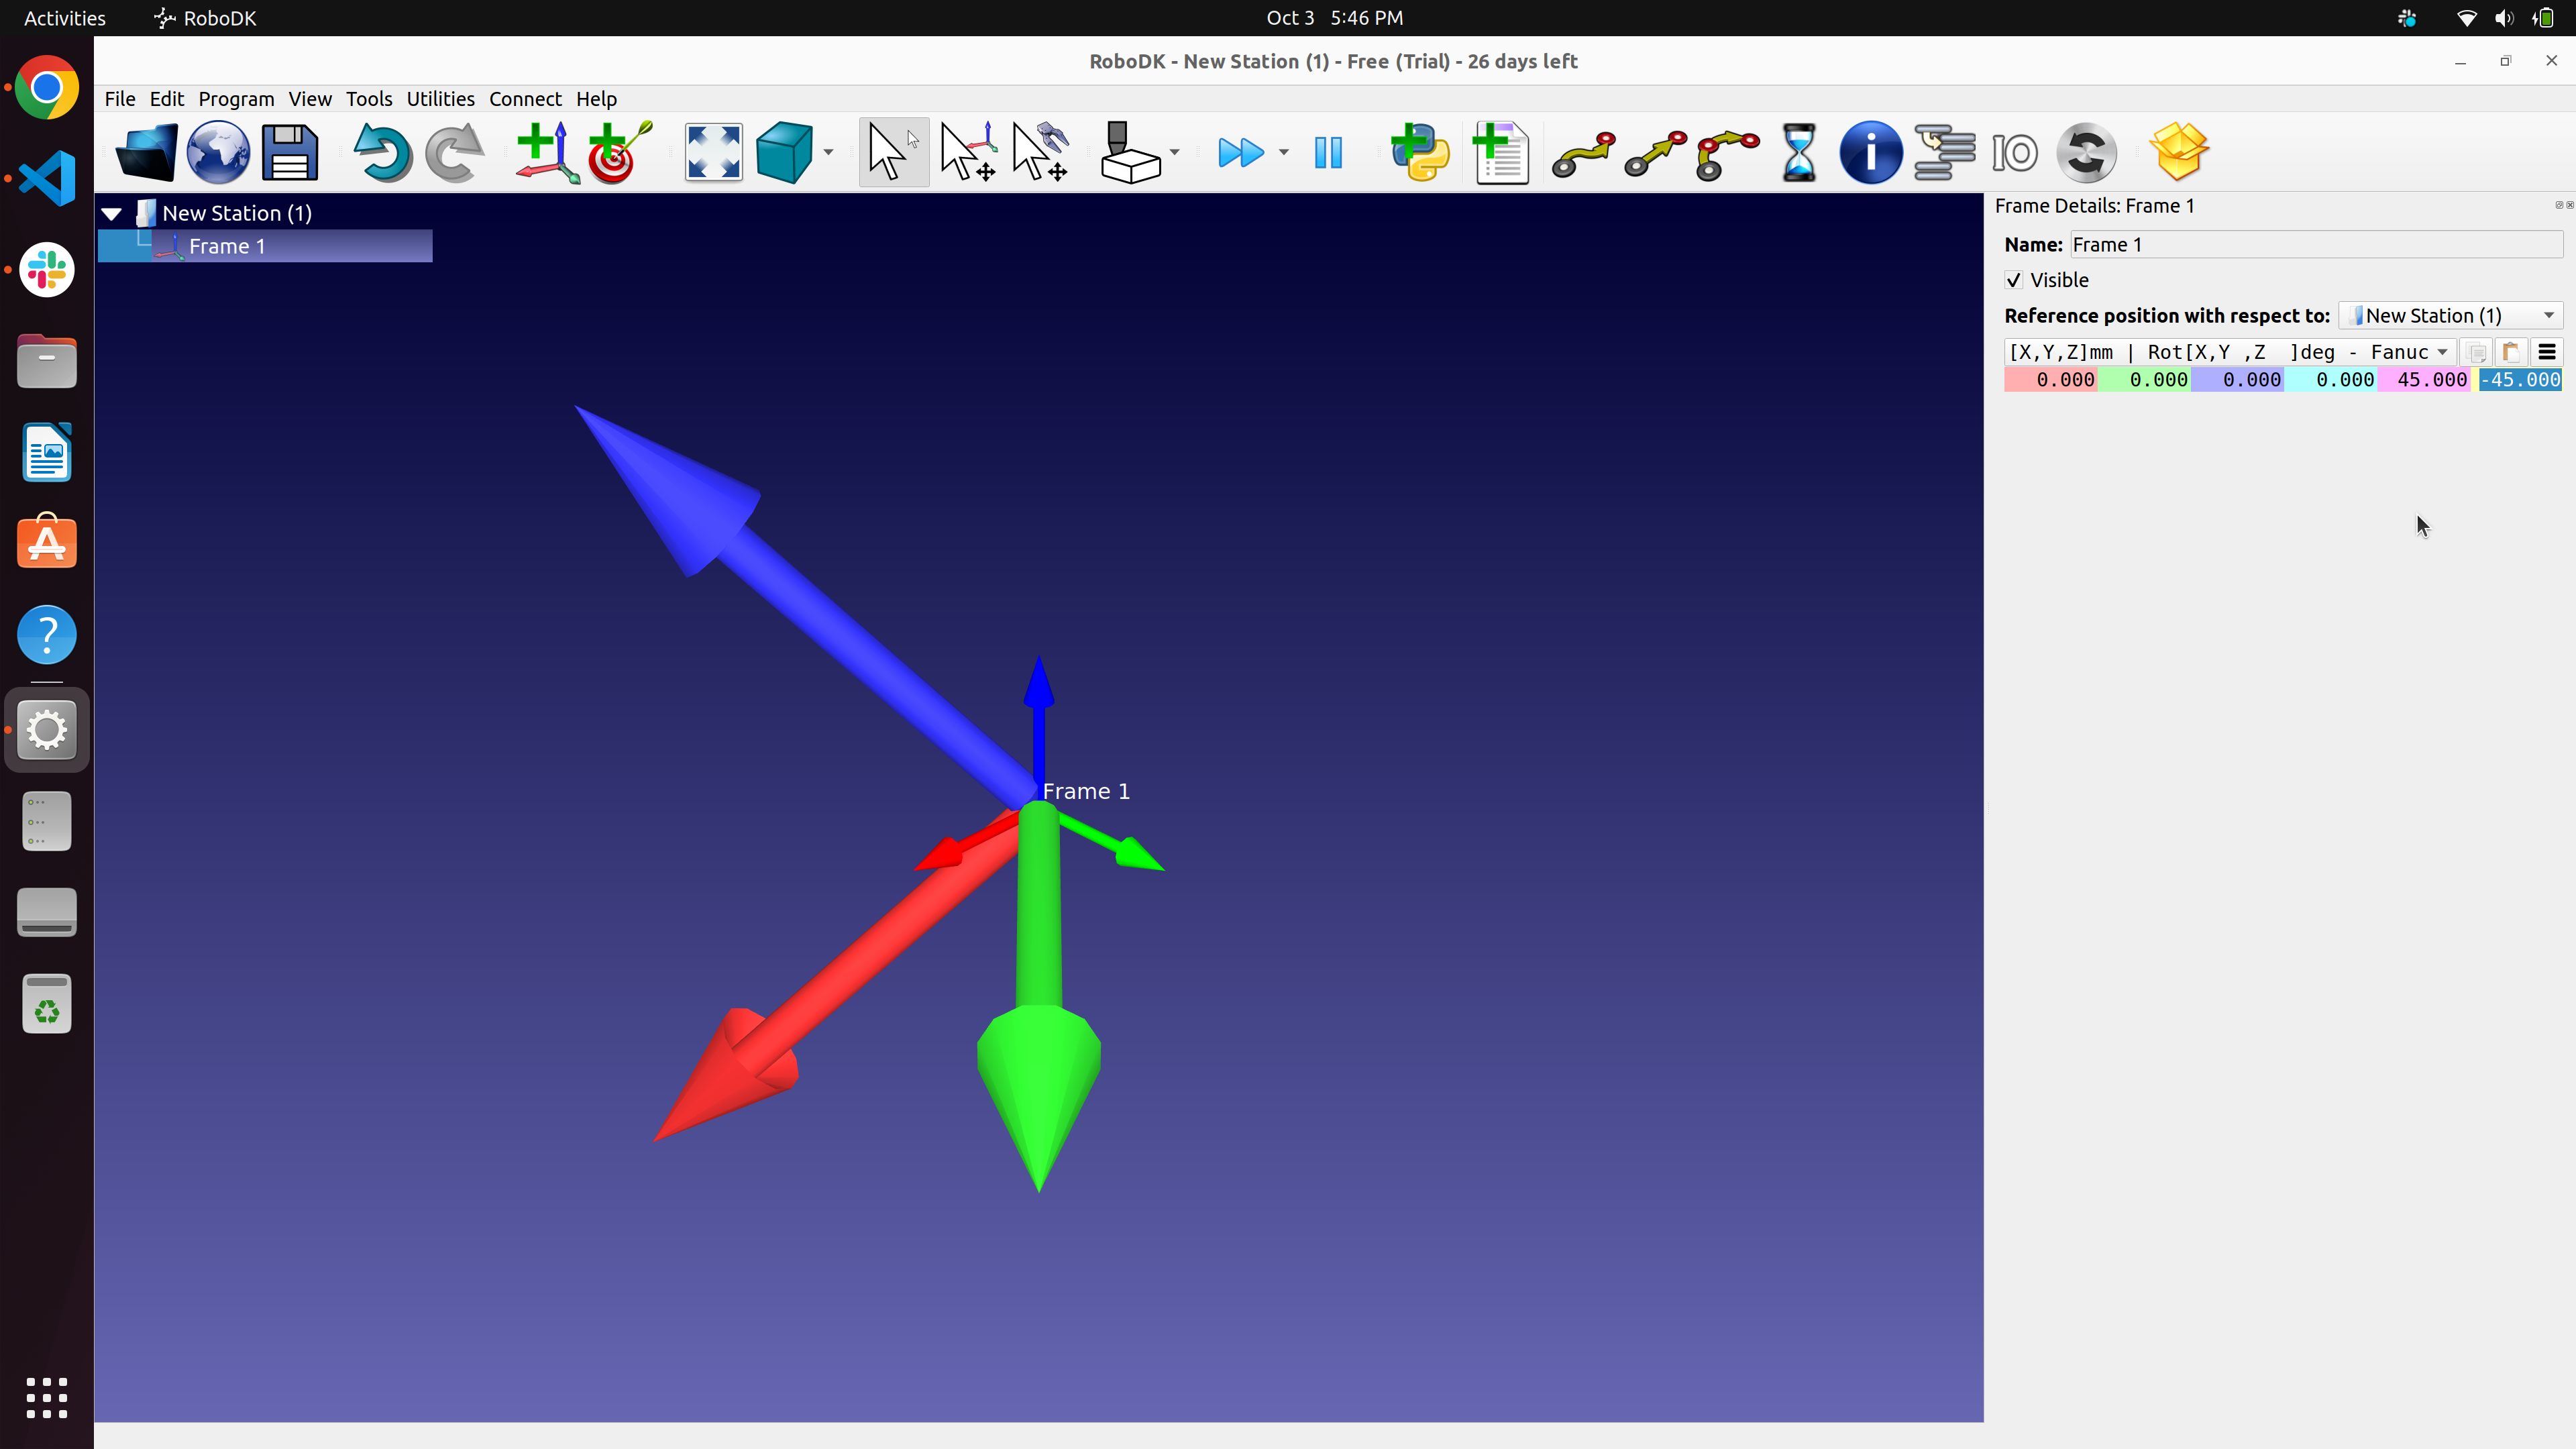 Activities RoboDK Oct 3 5:46 PM
RoboDK - New Station (1) - Free (Trial) - 26 days left
File Edit Program View Tools Utilities Connect Help
IO
New Station (1)
Frame 1
Frame 1
Frame Details: Frame 1
Name: Frame 1
Visible
Reference position with respect to: New Station (1)
[X,Y,Z]mm | Rot[X,Y ,Z ]deg - Fanuc
0.000 0.000 0.000 0.000 45.000 -45.000